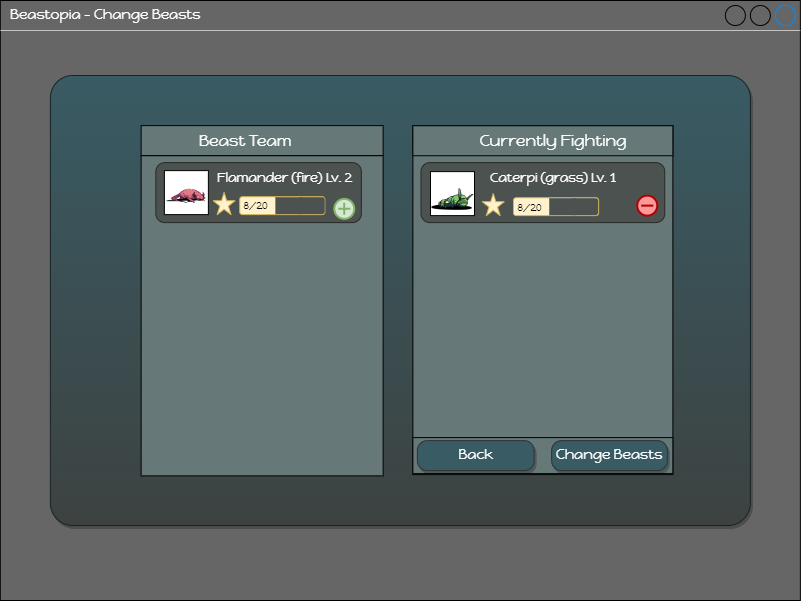 Beastopia - Change Beasts
Beast Team
Flamander (fire) Lv. 2
8/20
Currently Fighting
Caterpi (grass) Lv. 1
8/20
Back
Change Beasts